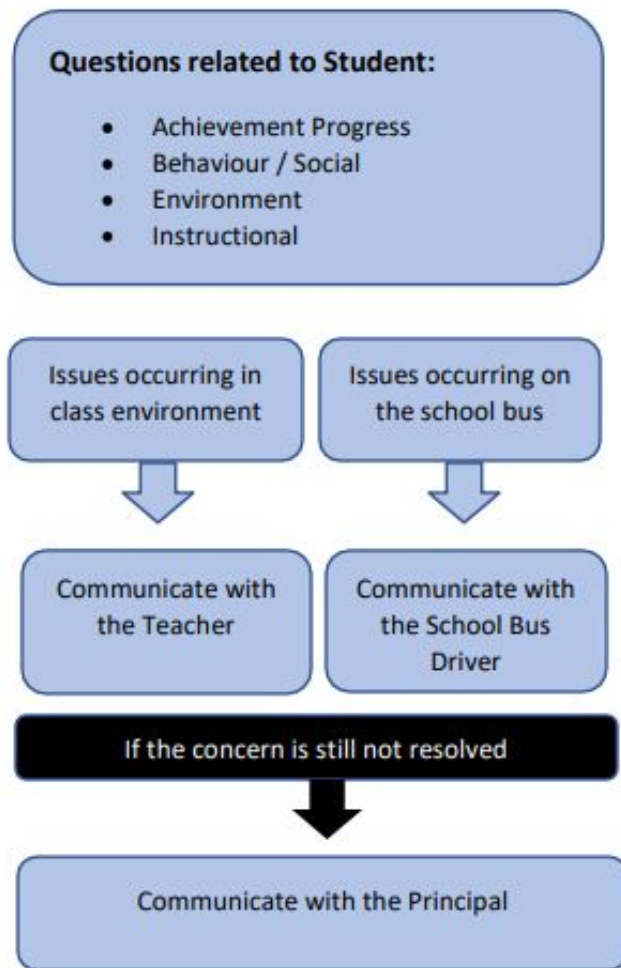 Questions related to Student:
• Achievement Progress
• Behaviour / Social
• Environment
• Instructional
Issues occurring in
class environment
Issues occurring on
the school bus
Communicate with
the Teacher
Communicate with
the School Bus
Driver
If the concern is still not resolved
Communicate with the Principal